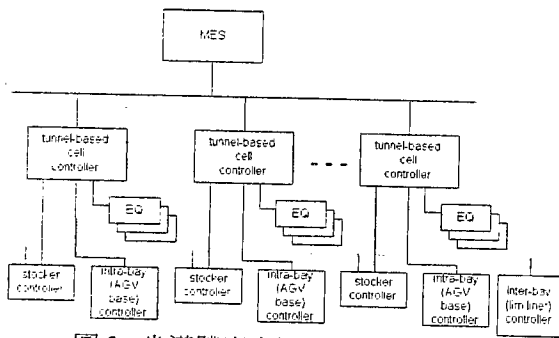 MES
tunnel-based
cell
controller
tunnel-based
cell
controller
tunnel-based
cell
controller
EQ
EQ
EQ
stocker
controller
intra-bay
(AGV
base)
controller
stocker
controller
intra-bay
(AGV
base)
controller
stocker
controller
intra-bay
(AGV
base)
controller
inter-bay
controller